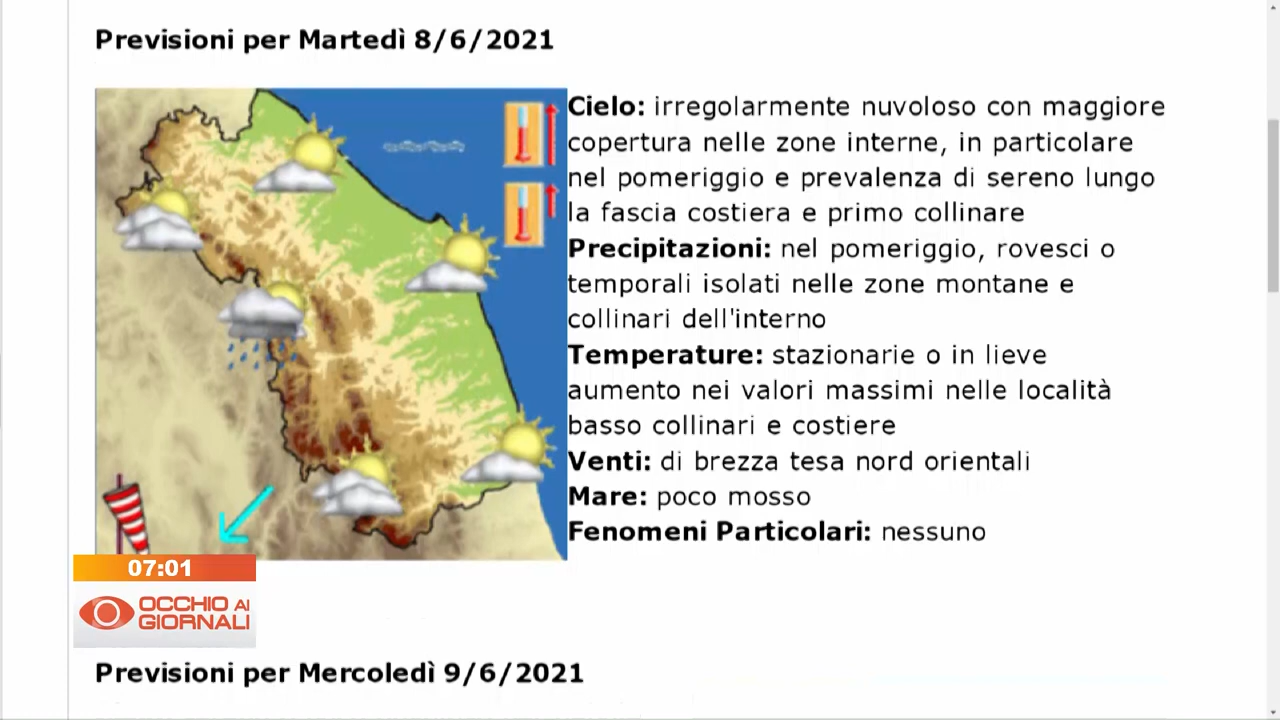 Previsioni per Martedì 8/6/2021
Cielo: irregolarmente nuvoloso con maggiore
copertura nelle zone interne, in particolare
nel pomeriggio e prevalenza di sereno lungo
la fascia costiera e primo collinare
Precipitazioni: nel pomeriggio, rovesci o
temporali isolati nelle zone montane e
collinari dell'interno
Temperature: stazionarie o in lieve
aumento nei valori massimi nelle località
basso collinari e costiere
Venti: di brezza tesa nord orientali
Mare: poco mosso
Fenomeni Particolari: nessuno
07:01
OCCHIO AI
GIORNALI
Previsioni per Mercoledì 9/6/2021